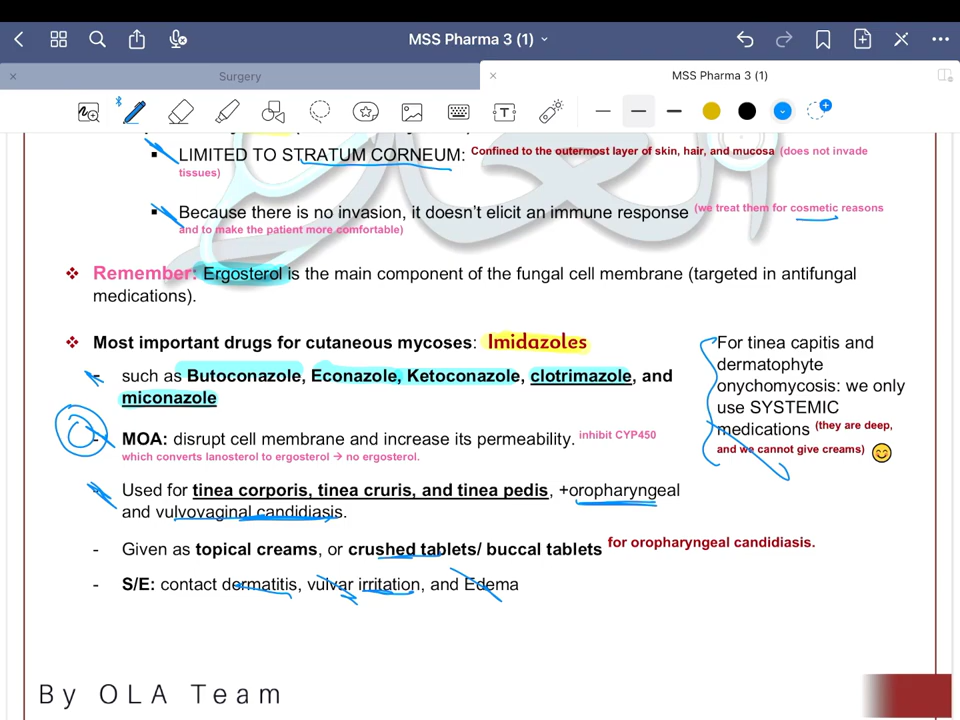 MSS Pharma 3 (1)
Surgery
MSS Pharma 3 (1)
LIMITED TO STRATUM CORNEUM: Confined to the outermost layer of skin, hair, and mucosa (does not invade
tissues)
Because there is no invasion, it doesn't elicit an immune response (we treat them for cosmetic reasons
and to make the patient more comfortable)
Remember: Ergosterol is the main component of the fungal cell membrane (targeted in antifungal
medications).
Most important drugs for cutaneous mycoses: Imidazoles
- such as Butoconazole, Econazole, Ketoconazole, clotrimazole, and
miconazole
- MOA: disrupt cell membrane and increase its permeability. inhibit CYP450
which converts lanosterol to ergosterol → no ergosterol.
- Used for tinea corporis, tinea cruris, and tinea pedis, +oropharyngeal
and vulvovaginal candidiasis.
- Given as topical creams, or crushed tablets/ buccal tablets for oropharyngeal candidiasis.
- S/E: contact dermatitis, vulvar irritation, and Edema
For tinea capitis and
dermatophyte
onychomycosis: we only
use SYSTEMIC
medications (they are deep,
and we cannot give creams) 😊
By OLA Team